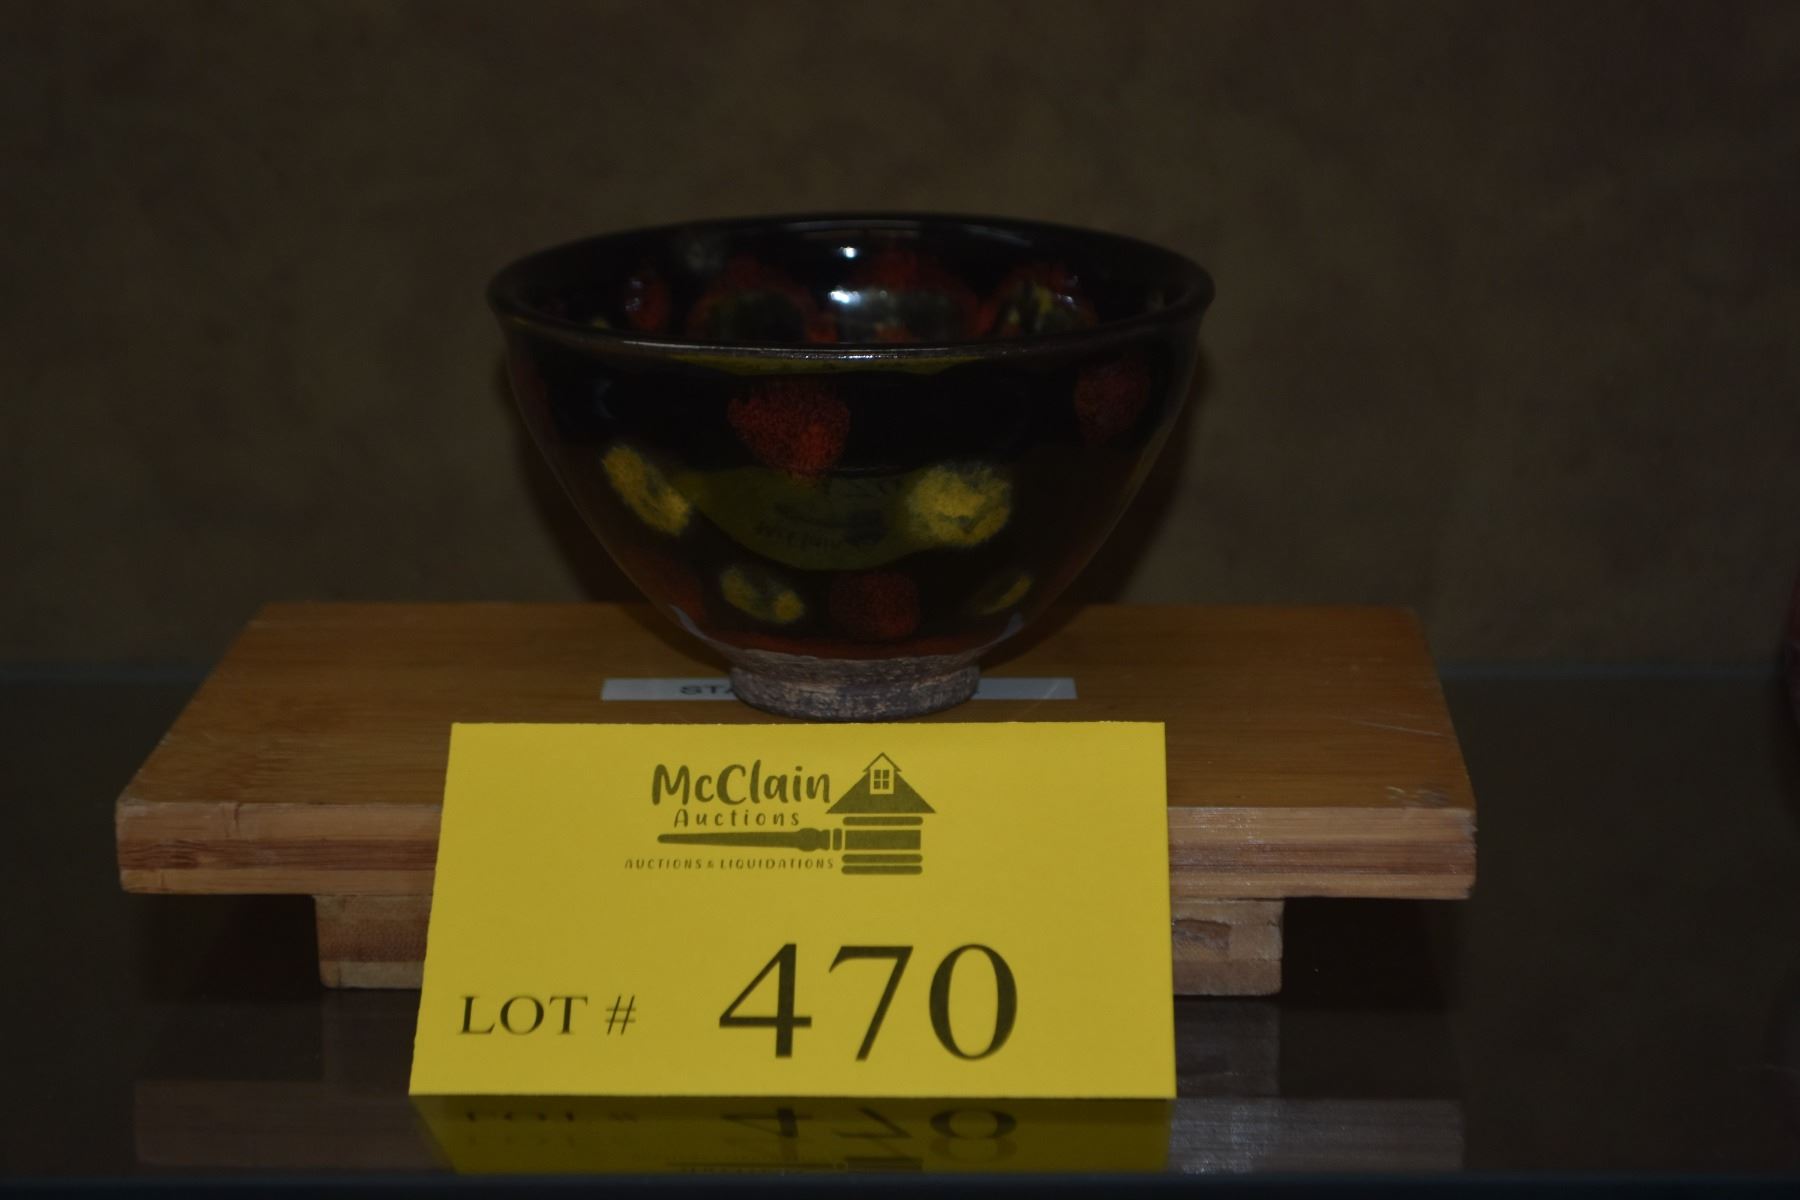 McClain
Auctions
AUCTIONS & LIQUIDATIONS
LOT # 470